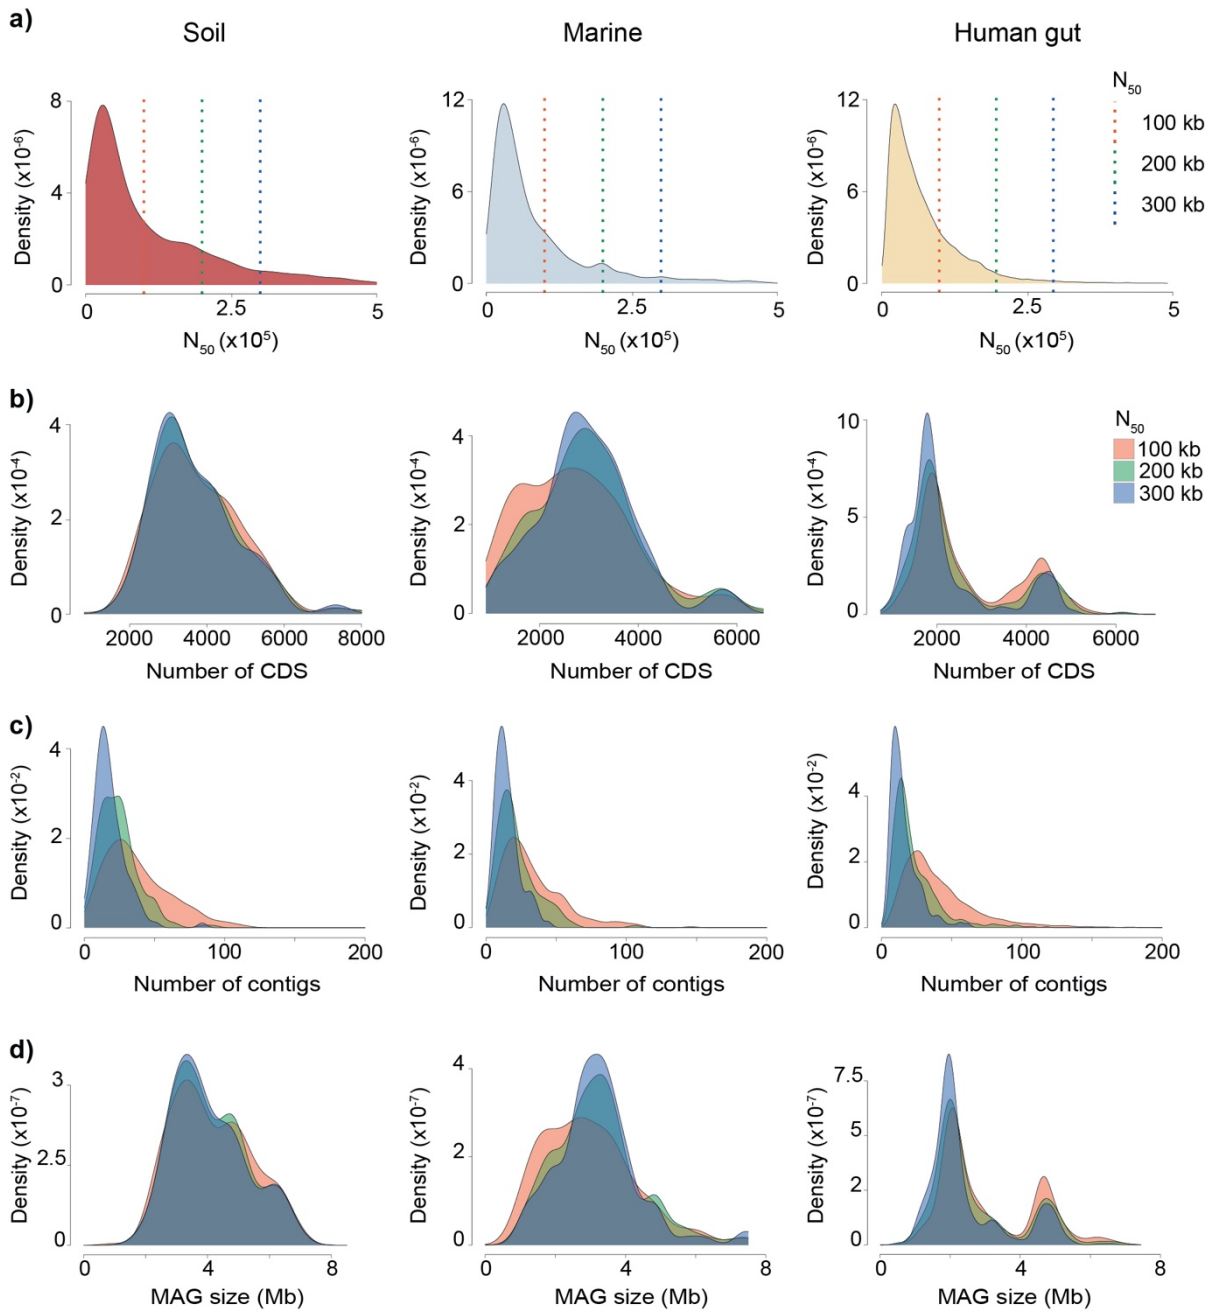 a)
Soil
Marine
Human gut
Density (x10⁻⁶)
8
4
0
0
2.5
5
N₅₀ (x10⁵)
Density (x10⁻⁶)
12
6
0
0
2.5
5
N₅₀ (x10⁵)
Density (x10⁻⁶)
12
6
0
0
2.5
5
N₅₀ (x10⁵)
N₅₀
100 kb
200 kb
300 kb
b)
Density (x10⁻⁴)
4
2
0
2000 4000 6000 8000
Number of CDS
Density (x10⁻⁴)
4
2
0
2000 4000 6000
Number of CDS
Density (x10⁻⁴)
10
5
0
2000 4000 6000
Number of CDS
N₅₀
100 kb
200 kb
300 kb
c)
Density (x10⁻²)
4
2
0
0 100 200
Number of contigs
Density (x10⁻²)
4
2
0
0 100 200
Number of contigs
Density (x10⁻²)
4
2
0
0 100 200
Number of contigs
d)
Density (x10⁻⁷)
3
2.5
0
0 4 8
MAG size (Mb)
Density (x10⁻⁷)
4
2
0
0 4 8
MAG size (Mb)
Density (x10⁻⁷)
7.5
5
2
0
0 4 8
MAG size (Mb)